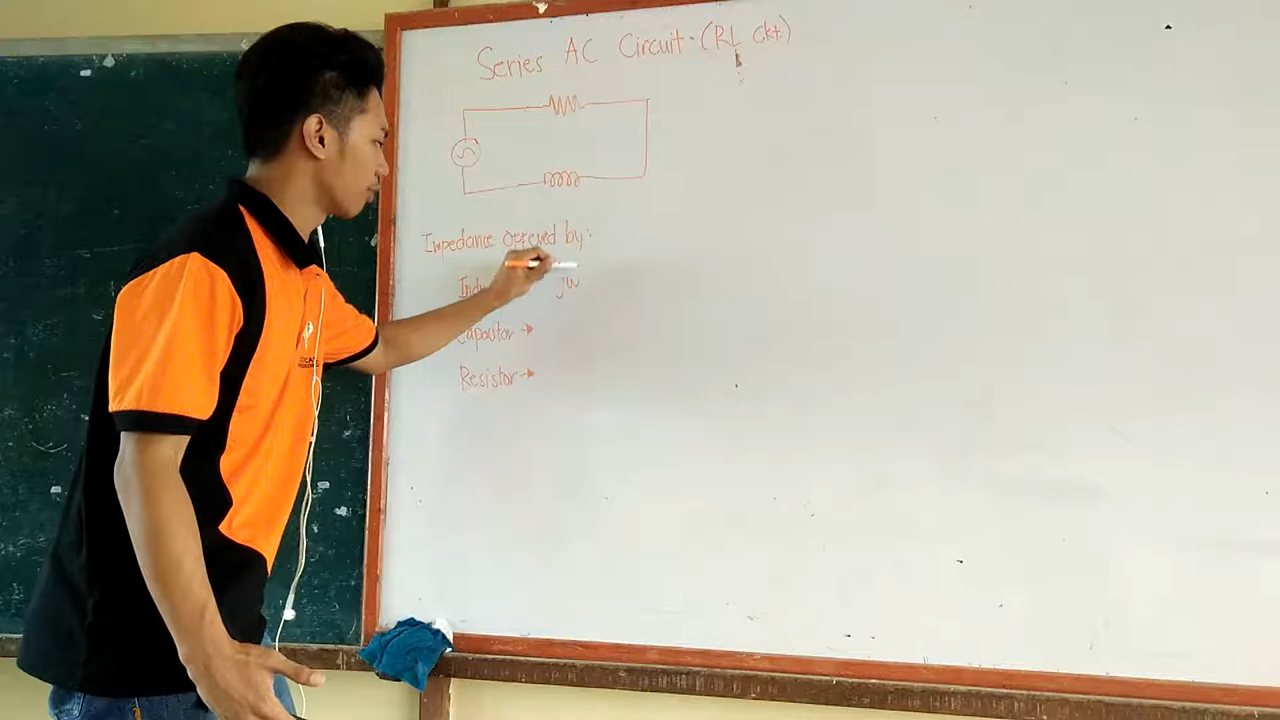 Series AC Circuit. (RL Ckt.)
Impedance offered by:
jw
Capacitor →
Resistor →